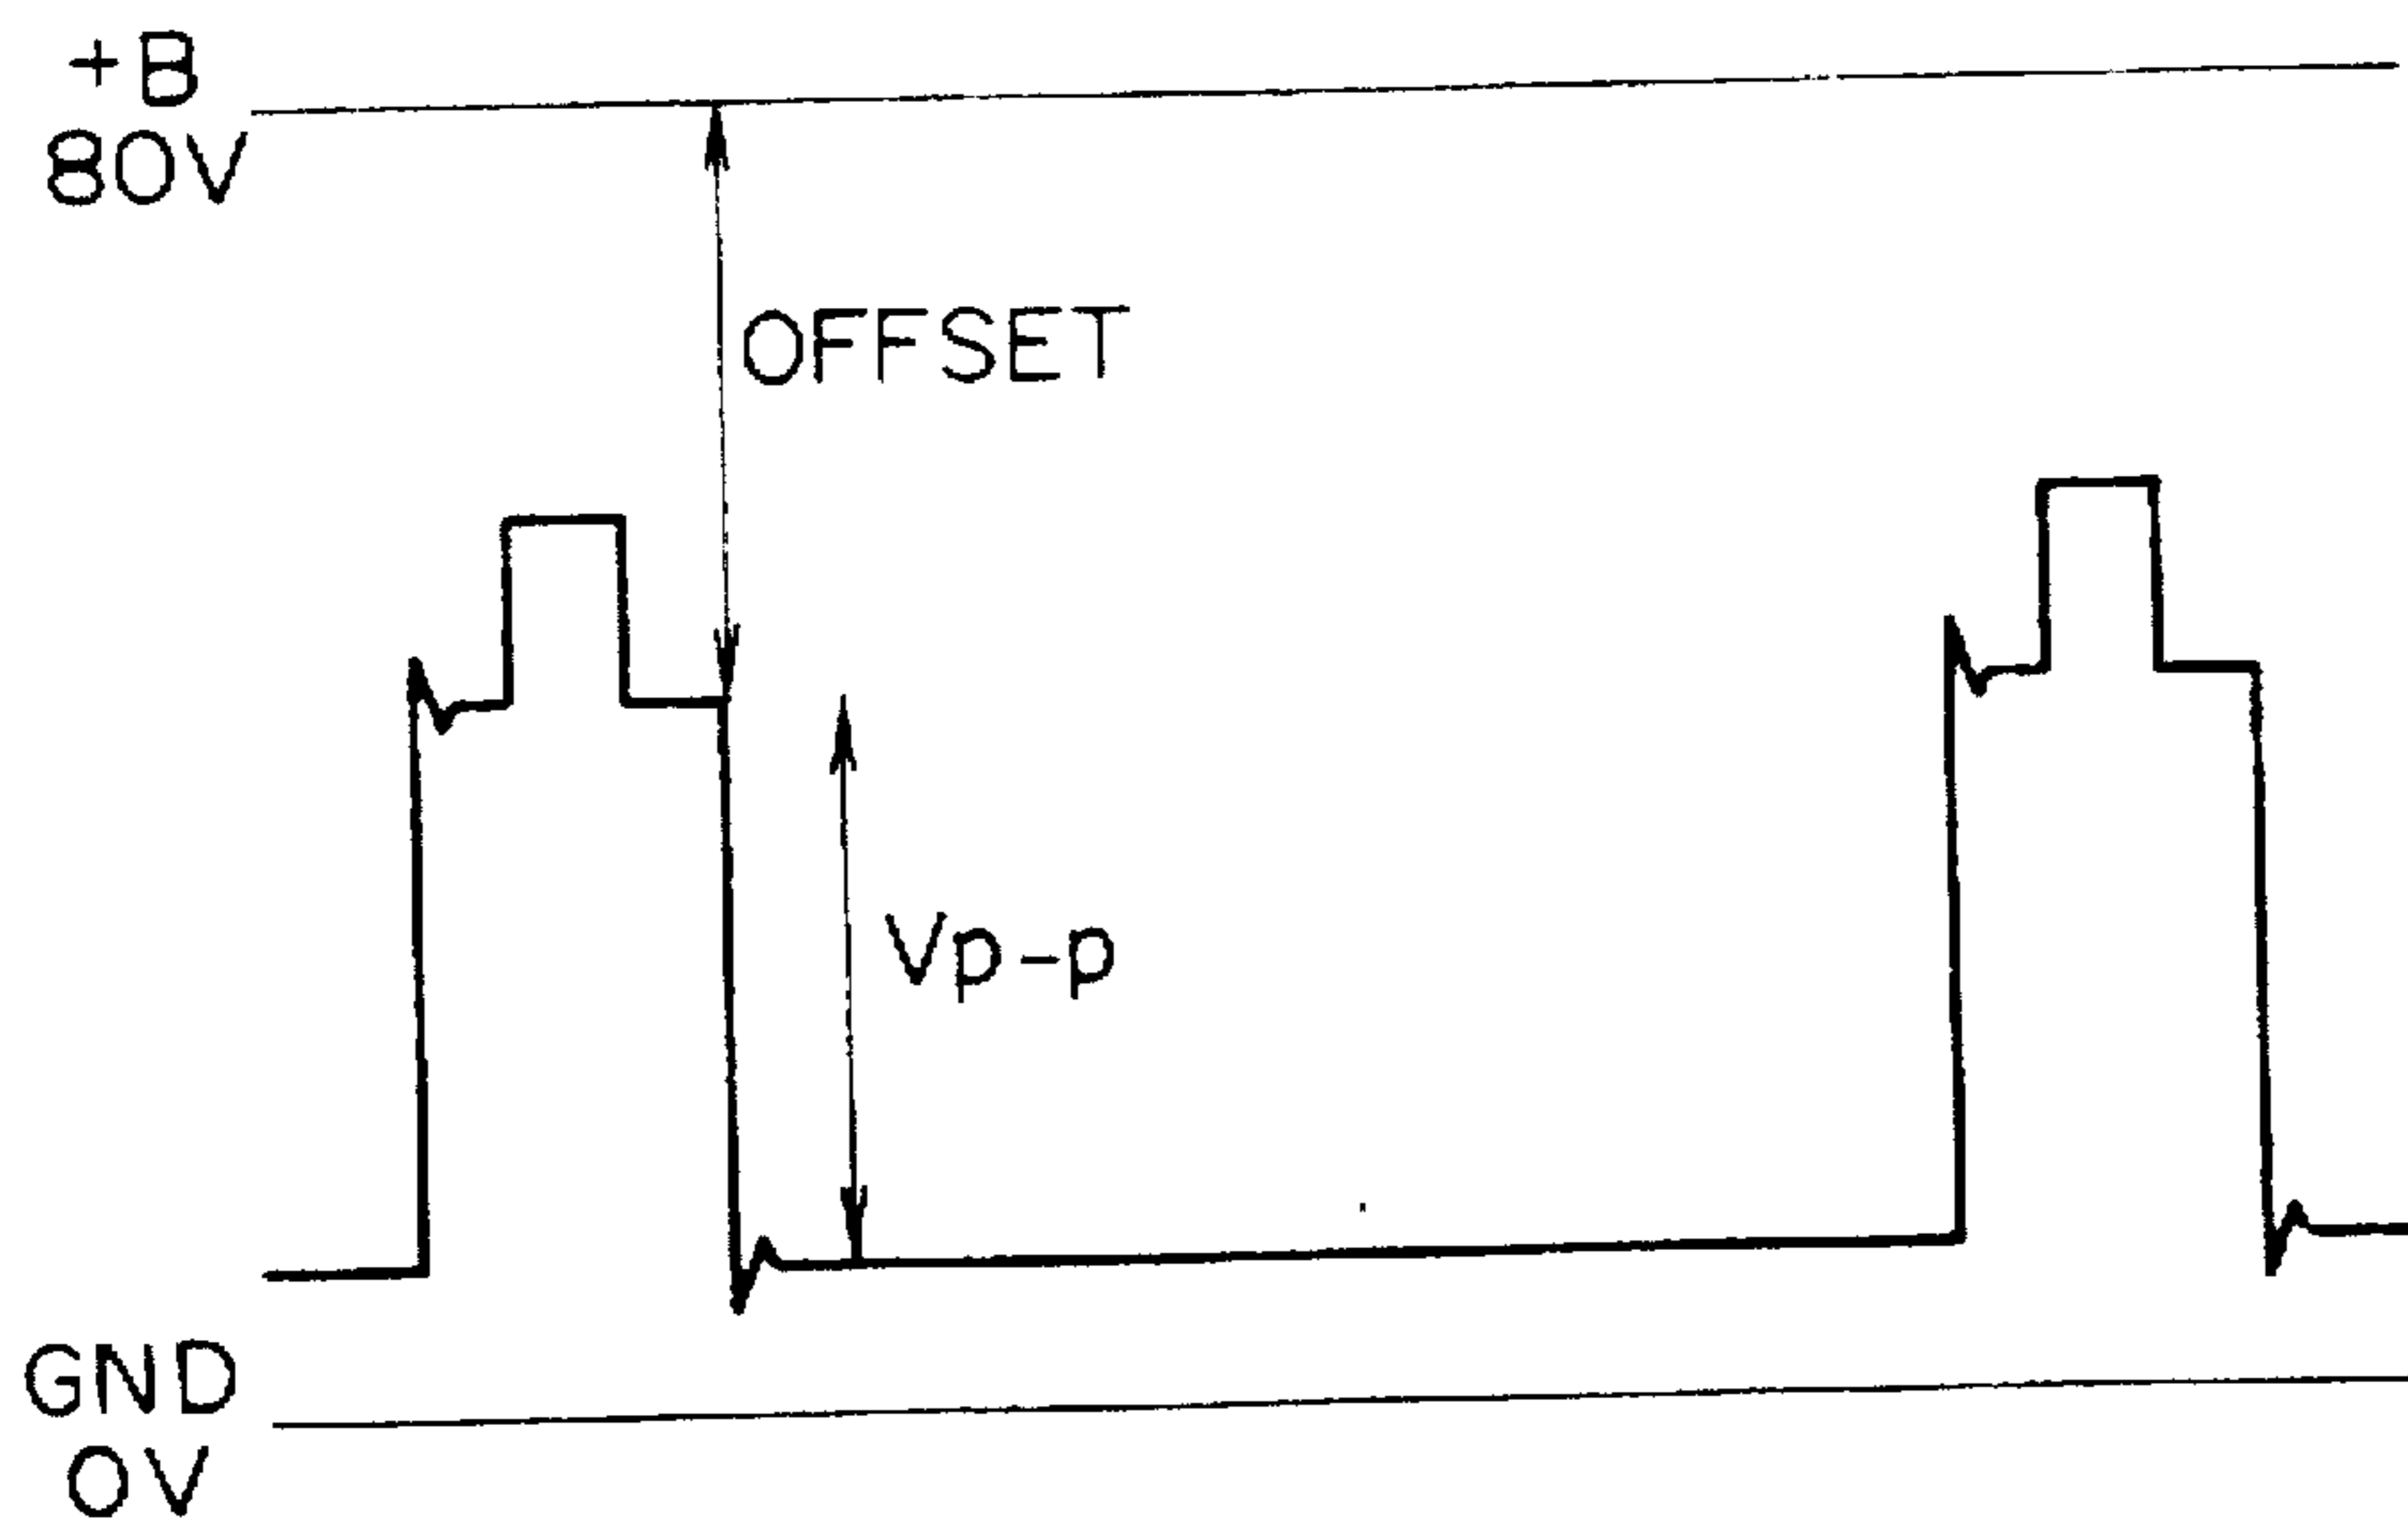 +B
80V
OFFSET
Vp-p
GND
0V